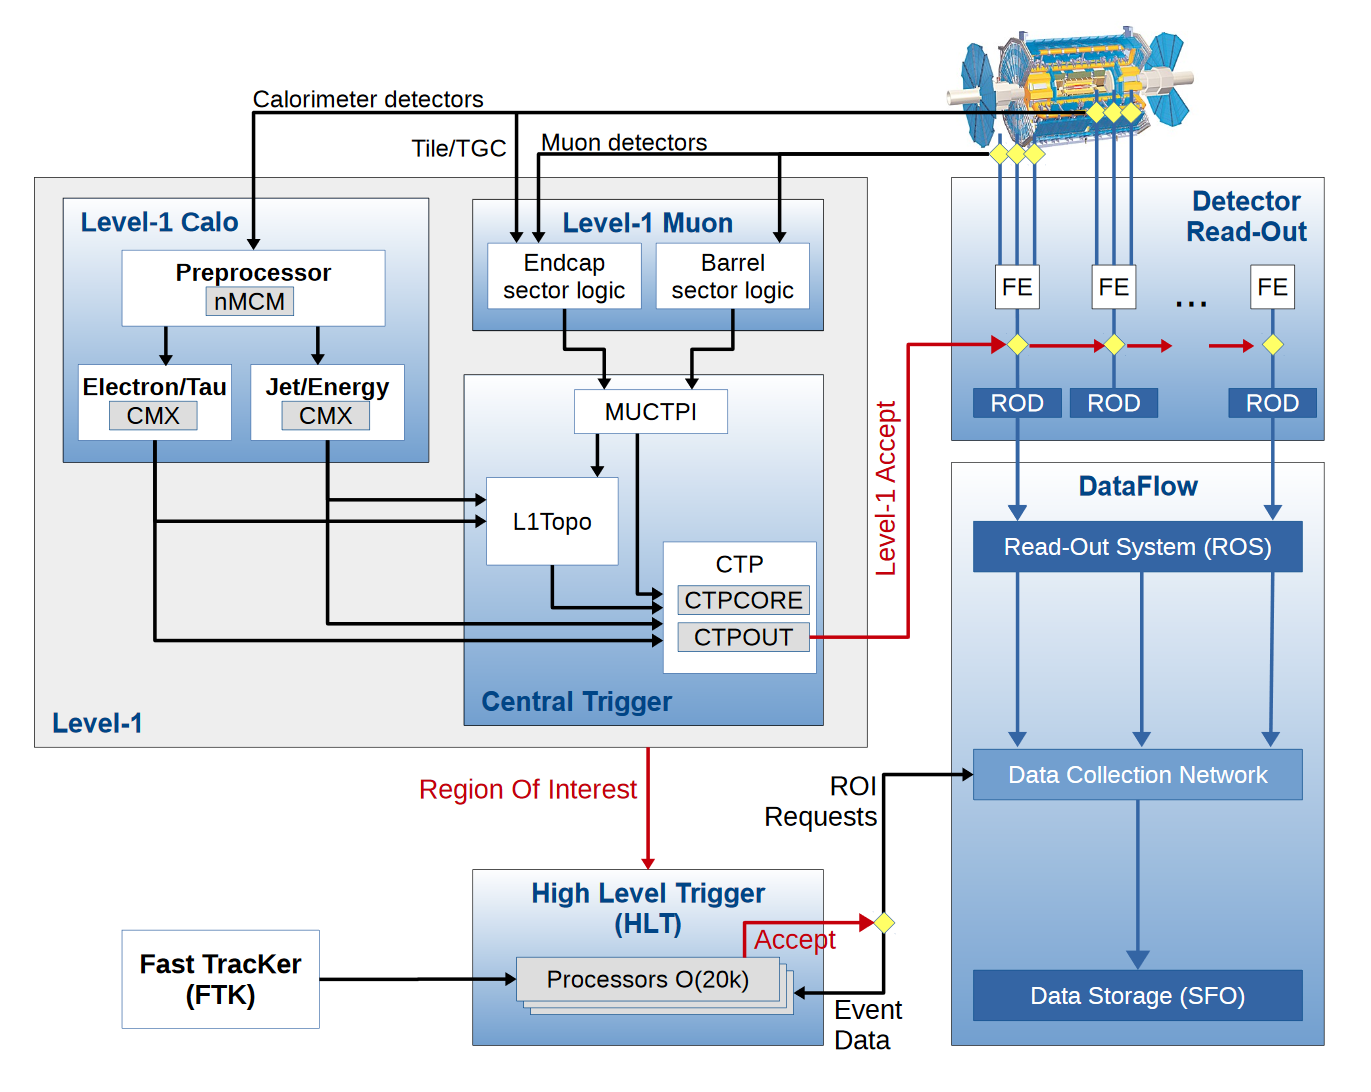 Calorimeter detectors
Tile/TGC
Muon detectors
Level-1 Calo
Preprocessor
nMCM
Electron/Tau
CMX
Jet/Energy
CMX
Level-1 Muon
Endcap
sector logic
Barrel
sector logic
MUCTPI
L1Topo
CTP
CTPCORE
CTPOUT
Central Trigger
Level-1
Level-1 Accept
Detector
Read-Out
FE
FE
...
FE
ROD
ROD
ROD
DataFlow
Read-Out System (ROS)
Data Collection Network
Data Storage (SFO)
Region Of Interest
ROI
Requests
High Level Trigger
(HLT)
Accept
Processors O(20k)
Event
Data
Fast TracKer
(FTK)